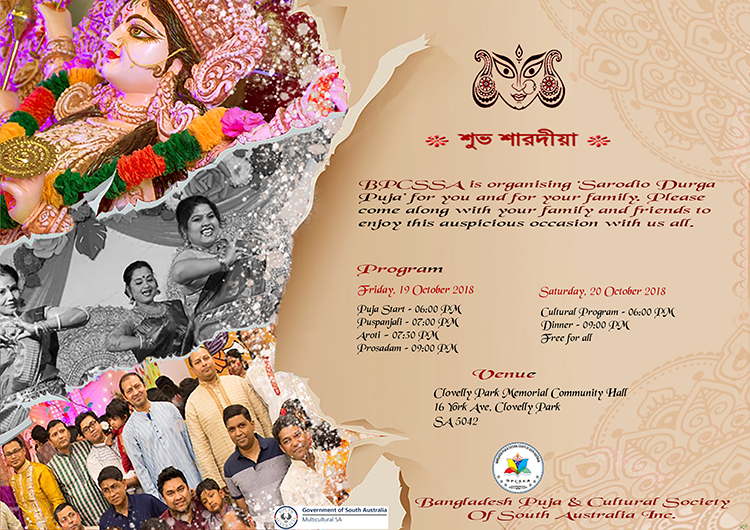 শুভ শারদীয়া
BPCSSA is organising 'Sarodio Durga
Puja' for you and for your family. Please
come along with your family and friends to
enjoy this auspicious occasion with us all.
Program
Friday, 19 October 2018
Puja Start - 06:00 PM
Puspanjali - 07:00 PM
Aroti - 07:30 PM
Prosadam - 09:00 PM
Saturday, 20 October 2018
Cultural Program - 06:00 PM
Dinner - 09:00 PM
Free for all
Venue
Clovelly Park Memorial Community Hall
16 York Ave, Clovelly Park
SA 5042
BPCSSA
Bangladesh Puja & Cultural Society
Of South Australia Inc.
Government of South Australia
Multicultural SA